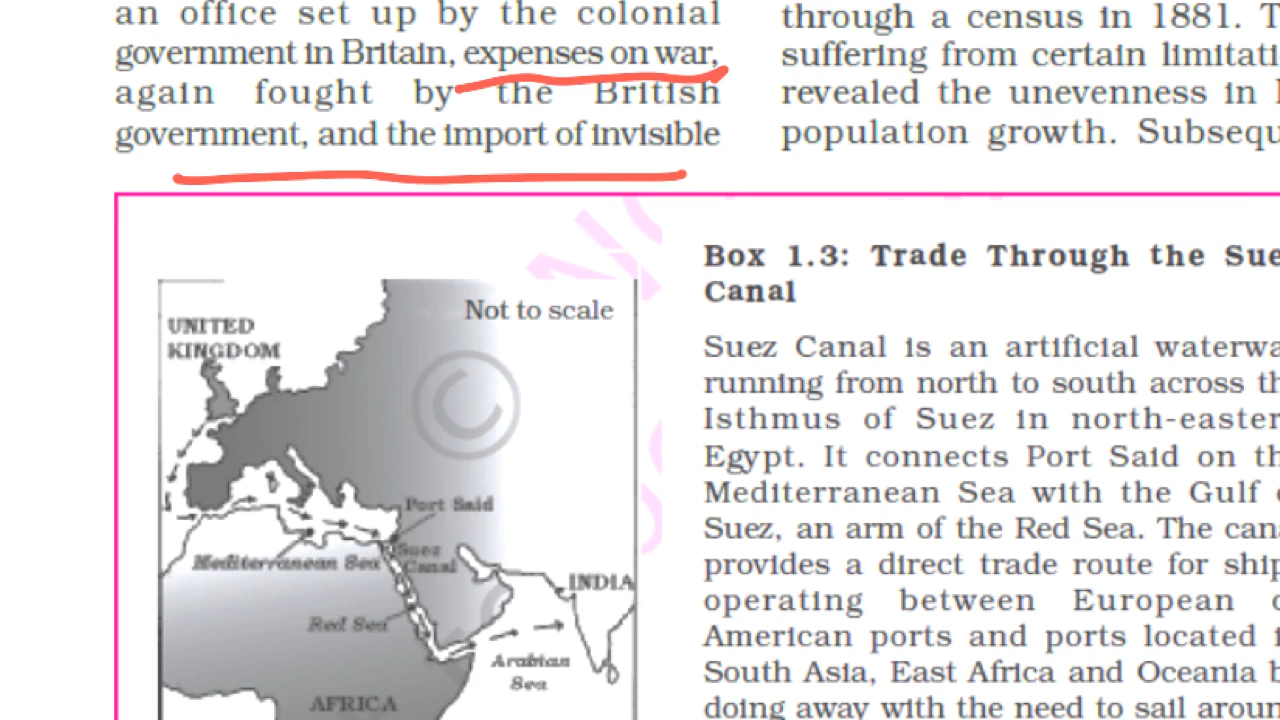 an office set up by the colonial
government in Britain, expenses on war,
again fought by the British
government, and the import of invisible
through a census in 1881.
suffering from certain
revealed the unevenness in
population growth.
Not to scale
UNITED
KINGDOM
Port Said
Mediterranean Sea
Suez
Canal
INDIA
Red Sea
Arabian
Sea
AFRICA
Box 1.3: Trade Through the
Canal
Suez Canal is an artificial
running from north to south across
Isthmus of Suez in
Egypt. It connects Port Said on
Mediterranean Sea with the Gulf
Suez, an arm of the Red Sea. The
provides a direct trade route for
operating between European
American ports and ports located
South Asia, East Africa and Oceania
doing away with the need to sail